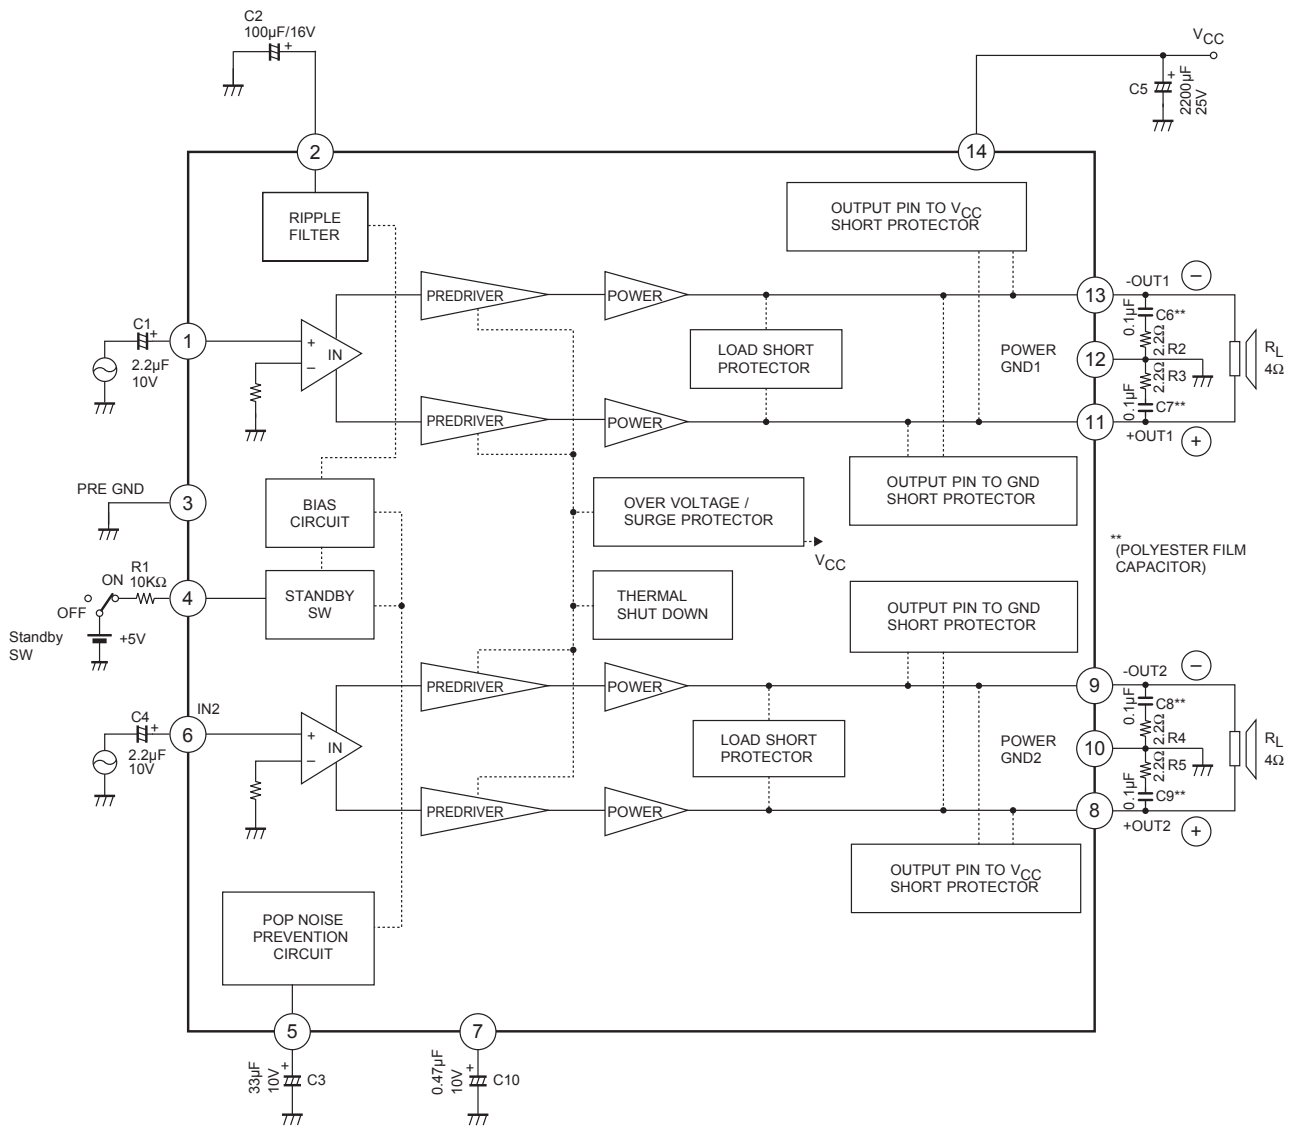 C2
100μF/16V
+
VCC
C5
+
2200μF
25V
2
14
RIPPLE
FILTER
OUTPUT PIN TO VCC
SHORT PROTECTOR
PREDRIVER
POWER
13
-OUT1
−
C1
+
1
2.2μF
10V
+
IN
−
LOAD SHORT
PROTECTOR
POWER
GND1
12
0.1μF
C6**
2.2Ω
R2
R3
2.2Ω
0.1μF
C7**
RL
4Ω
PREDRIVER
POWER
11
+OUT1
+
PRE GND
3
BIAS
CIRCUIT
OVER VOLTAGE /
SURGE PROTECTOR
VCC
OUTPUT PIN TO GND
SHORT PROTECTOR
**
(POLYESTER FILM
CAPACITOR)
ON
R1
10KΩ
4
OFF
+5V
Standby
SW
STANDBY
SW
THERMAL
SHUT DOWN
OUTPUT PIN TO GND
SHORT PROTECTOR
PREDRIVER
POWER
9
-OUT2
−
C4
+
IN2
6
2.2μF
10V
+
IN
−
LOAD SHORT
PROTECTOR
POWER
GND2
10
0.1μF
C8**
2.2Ω
R4
R5
2.2Ω
0.1μF
C9**
RL
4Ω
PREDRIVER
POWER
8
+OUT2
+
OUTPUT PIN TO VCC
SHORT PROTECTOR
POP NOISE
PREVENTION
CIRCUIT
5
7
33μF
10V
+
C3
0.47μF
10V
+
C10